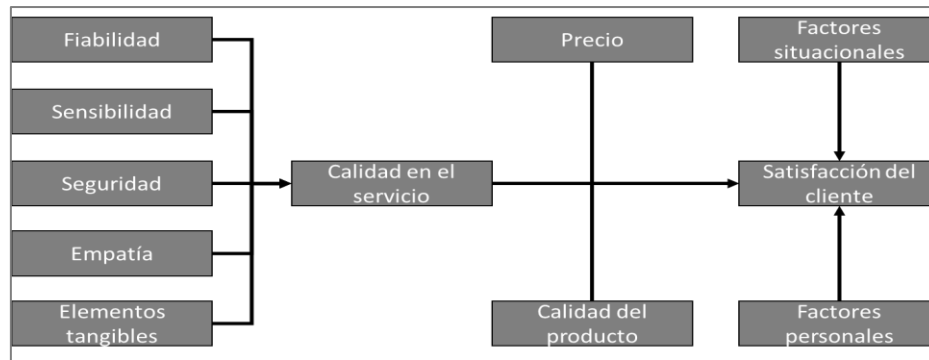 Fiabilidad
Sensibilidad
Seguridad
Empatía
Elementos
tangibles
Calidad en el
servicio
Precio
Calidad del
producto
Factores
situacionales
Satisfacción del
cliente
Factores
personales